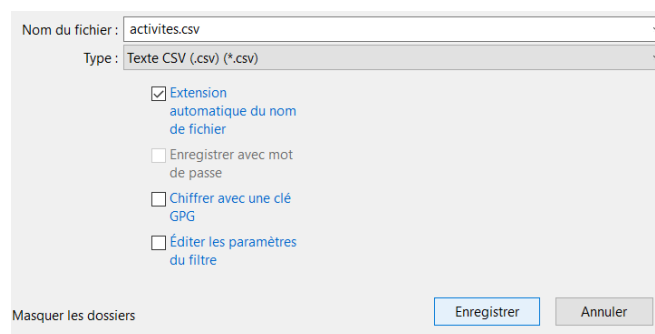 Nom du fichier : activites.csv
Type : Texte CSV (.csv) (*.csv)
Extension
automatique du nom
de fichier
Enregistrer avec mot
de passe
Chiffrer avec une clé
GPG
Éditer les paramètres
du filtre
Masquer les dossiers Enregistrer Annuler